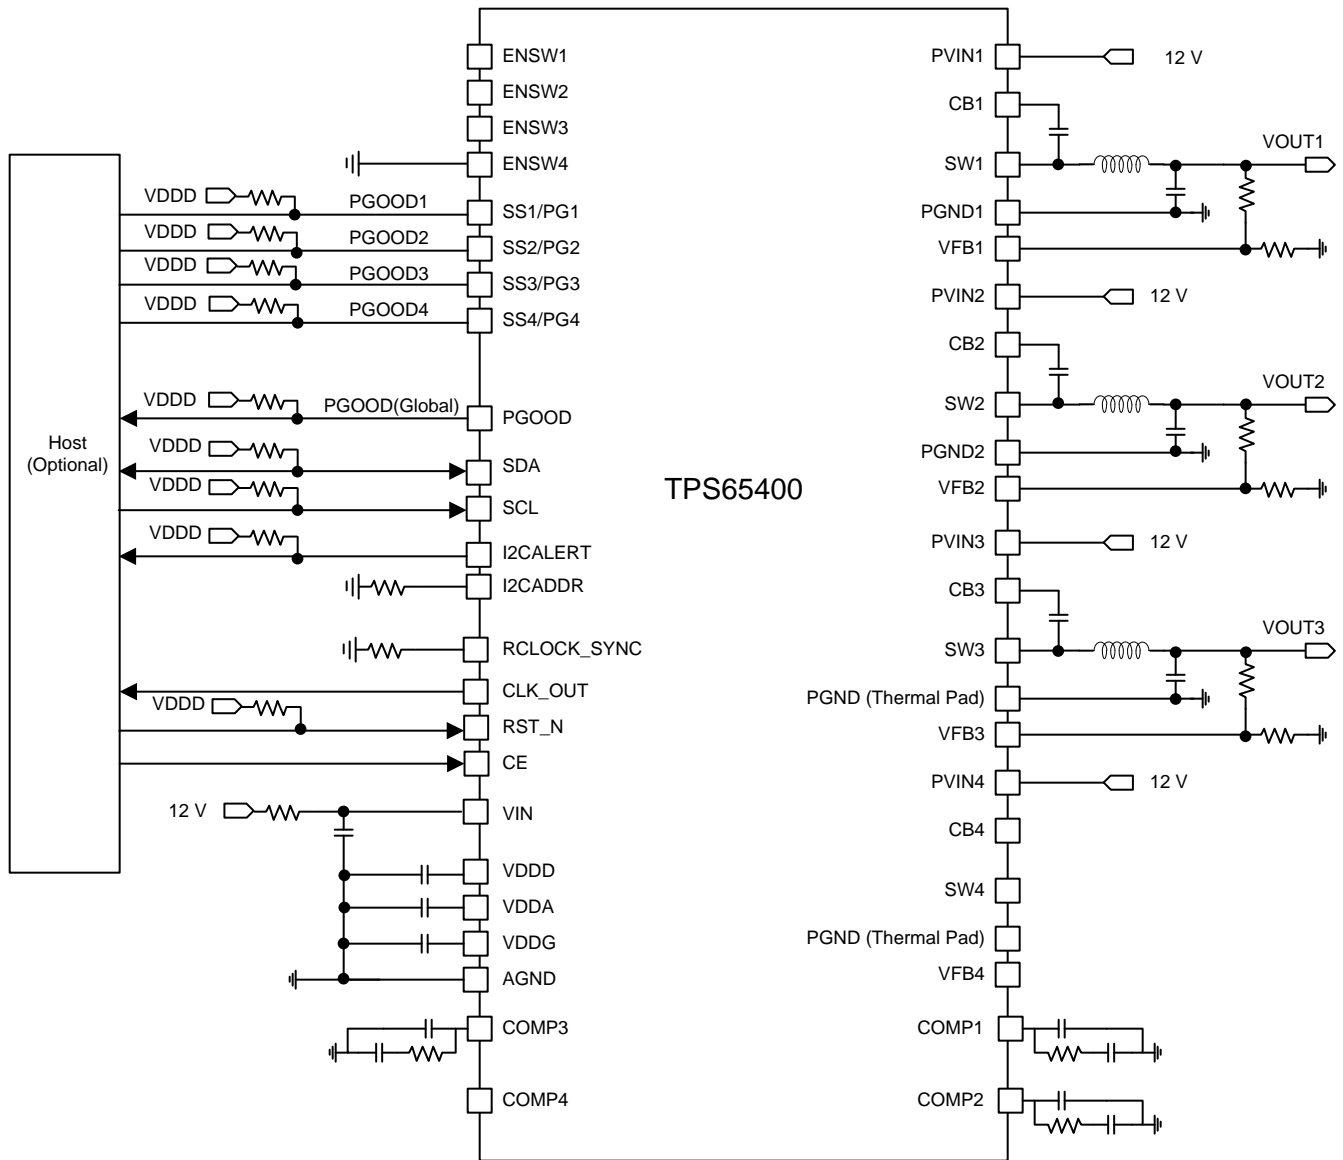 ENSW1
ENSW2
ENSW3
ENSW4
VDDD
PGOOD1
SS1/PG1
VDDD
PGOOD2
SS2/PG2
VDDD
PGOOD3
SS3/PG3
VDDD
PGOOD4
SS4/PG4
VDDD
PGOOD(Global)
PGOOD
Host
(Optional)
VDDD
SDA
VDDD
SCL
VDDD
I2CALERT
I2CADDR
RCLOCK_SYNC
CLK_OUT
VDDD
RST_N
CE
12 V
VIN
VDDD
VDDA
VDDG
AGND
COMP3
COMP4
TPS65400
PVIN1
12 V
CB1
SW1
VOUT1
PGND1
VFB1
PVIN2
12 V
CB2
SW2
VOUT2
PGND2
VFB2
PVIN3
12 V
CB3
SW3
VOUT3
PGND (Thermal Pad)
VFB3
PVIN4
12 V
CB4
SW4
PGND (Thermal Pad)
VFB4
COMP1
COMP2